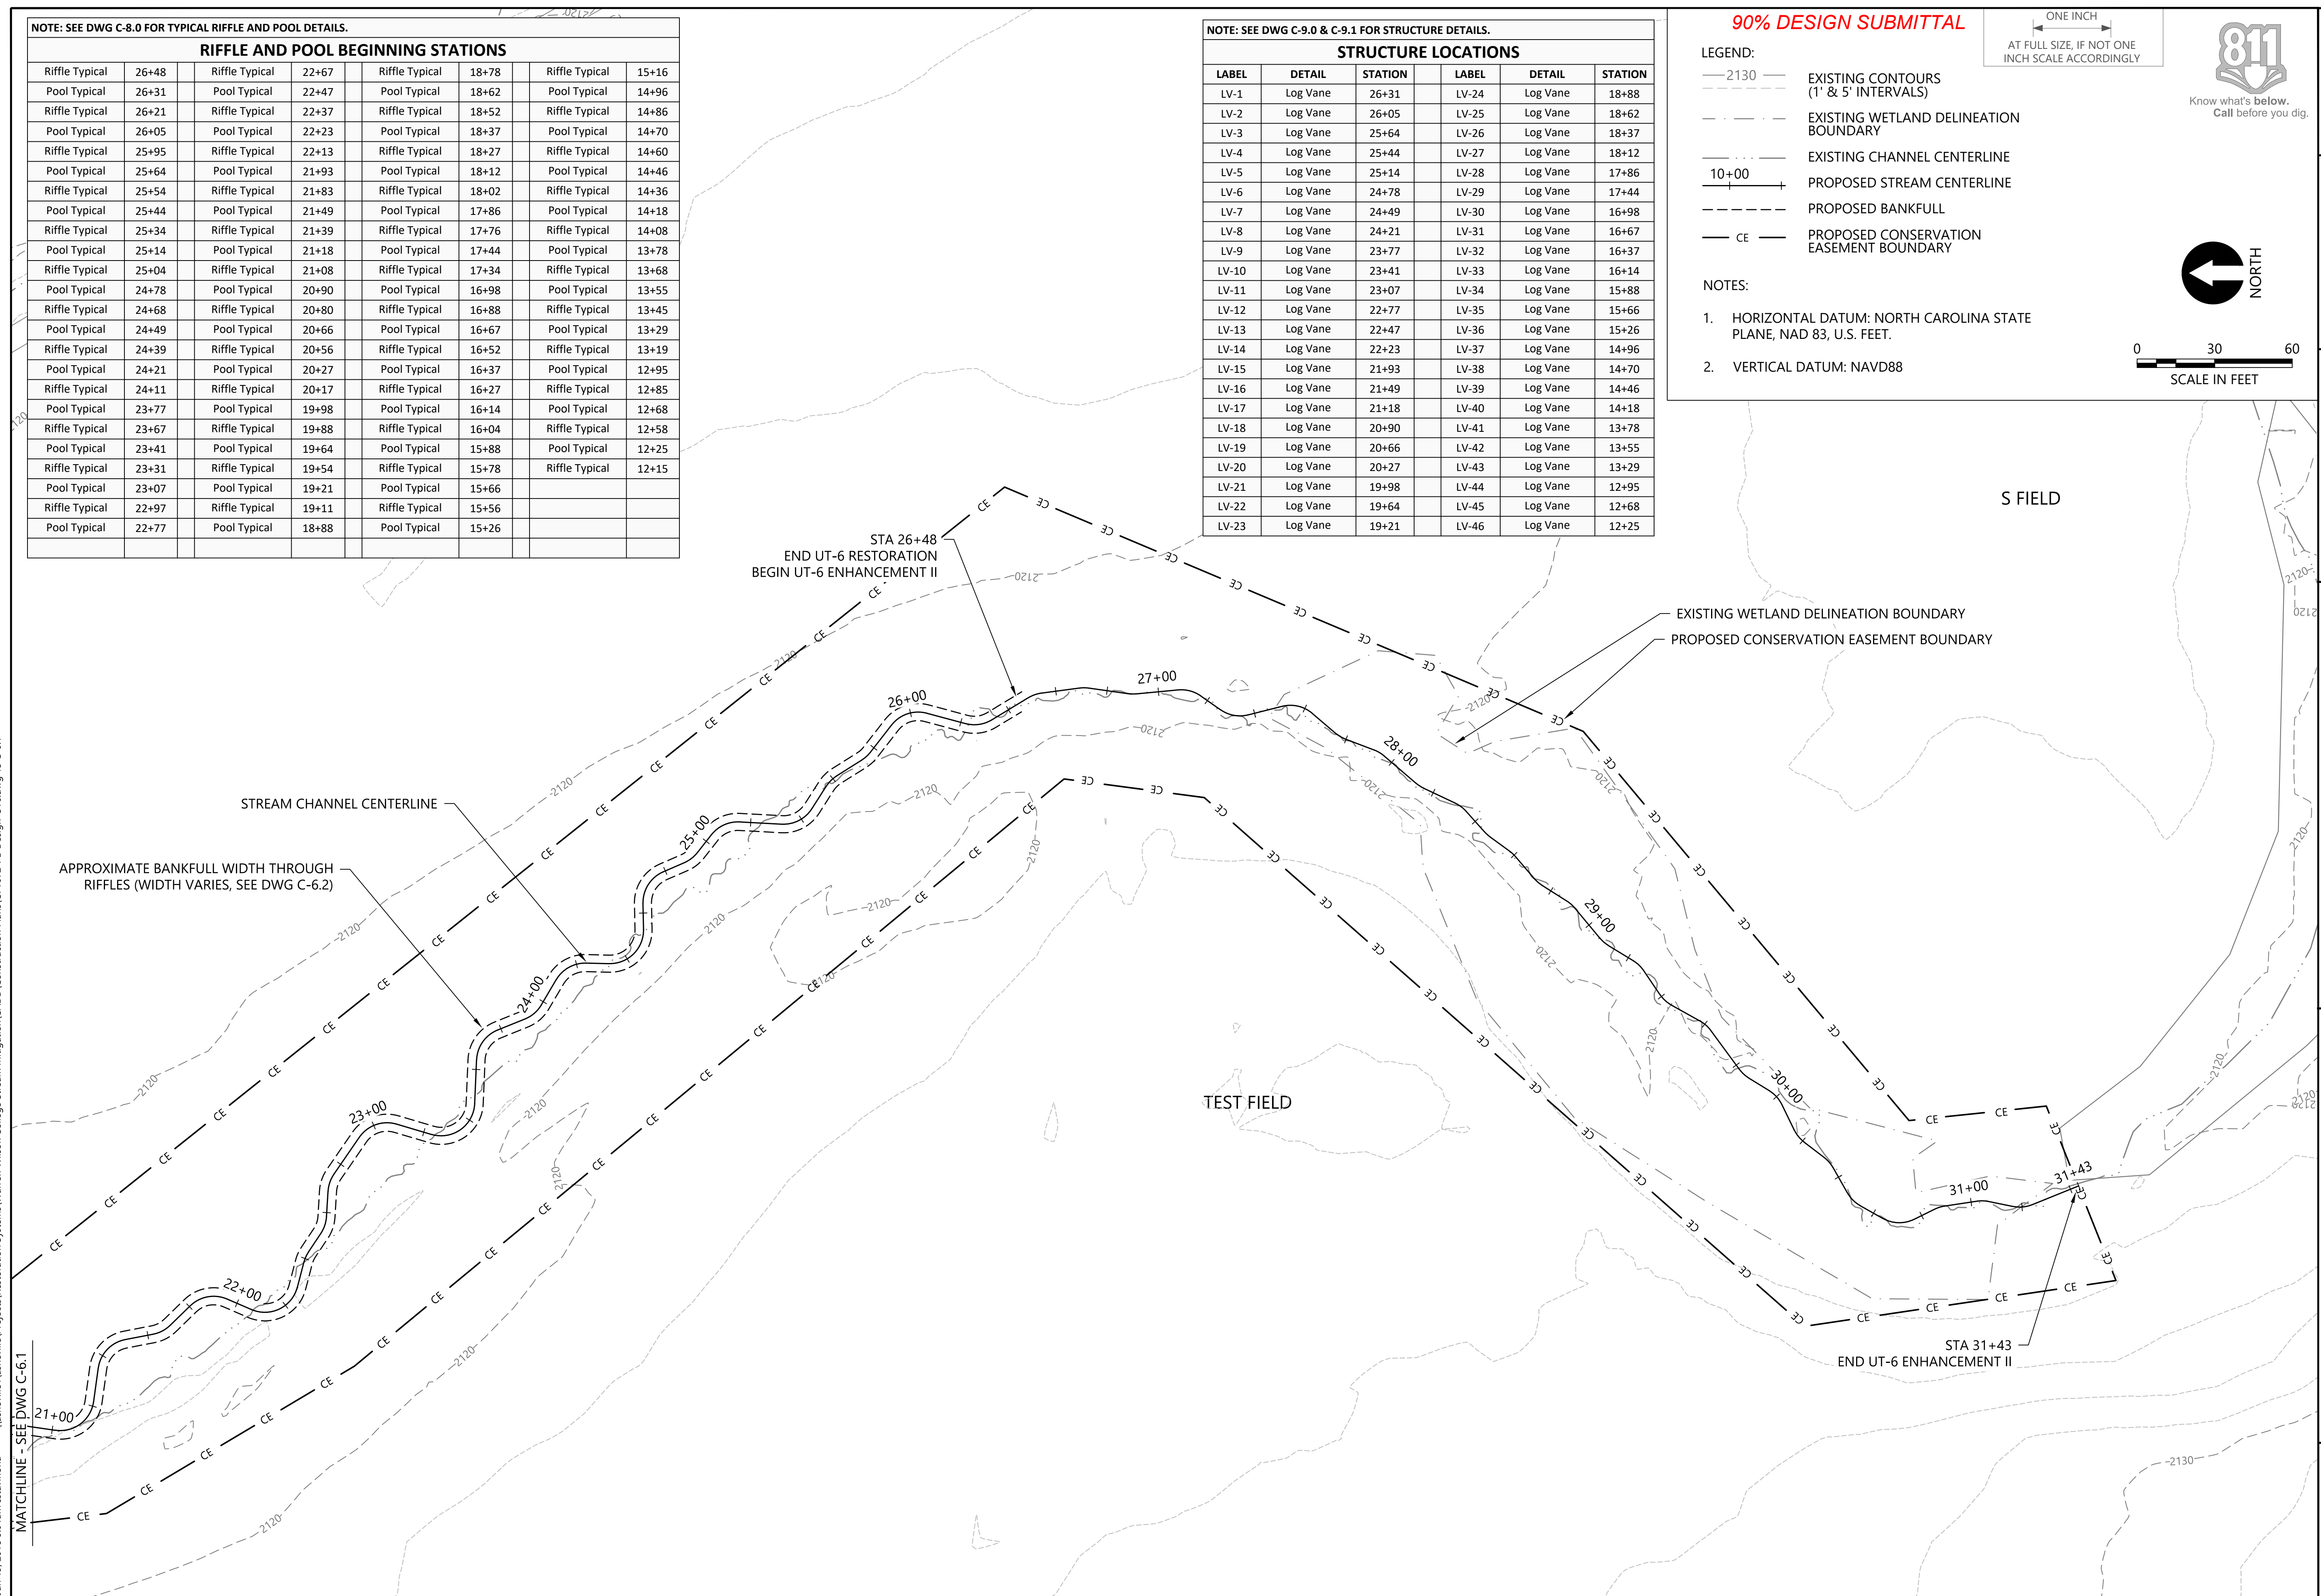 NOTE: SEE DWG C-8.0 FOR TYPICAL RIFFLE AND POOL DETAILS.
RIFFLE AND POOL BEGINNING STATIONS
Riffle Typical 26+48 Riffle Typical 22+67 Riffle Typical 18+78 Riffle Typical 15+16
Pool Typical 26+31 Pool Typical 22+47 Pool Typical 18+62 Pool Typical 14+96
Riffle Typical 26+21 Riffle Typical 22+37 Riffle Typical 18+52 Riffle Typical 14+86
Pool Typical 26+05 Pool Typical 22+23 Pool Typical 18+37 Pool Typical 14+70
Riffle Typical 25+95 Riffle Typical 22+13 Riffle Typical 18+27 Riffle Typical 14+60
Pool Typical 25+64 Pool Typical 21+93 Pool Typical 18+12 Pool Typical 14+46
Riffle Typical 25+54 Riffle Typical 21+83 Riffle Typical 18+02 Riffle Typical 14+36
Pool Typical 25+44 Pool Typical 21+49 Pool Typical 17+86 Pool Typical 14+18
Riffle Typical 25+34 Riffle Typical 21+39 Riffle Typical 17+76 Riffle Typical 14+08
Pool Typical 25+14 Pool Typical 21+18 Pool Typical 17+44 Pool Typical 13+78
Riffle Typical 25+04 Riffle Typical 21+08 Riffle Typical 17+34 Riffle Typical 13+68
Pool Typical 24+78 Pool Typical 20+90 Pool Typical 16+98 Pool Typical 13+55
Riffle Typical 24+68 Riffle Typical 20+80 Riffle Typical 16+88 Riffle Typical 13+45
Pool Typical 24+49 Pool Typical 20+66 Pool Typical 16+67 Pool Typical 13+29
Riffle Typical 24+39 Riffle Typical 20+56 Riffle Typical 16+52 Riffle Typical 13+19
Pool Typical 24+21 Pool Typical 20+27 Pool Typical 16+37 Pool Typical 12+95
Riffle Typical 24+11 Riffle Typical 20+17 Riffle Typical 16+27 Riffle Typical 12+85
Pool Typical 23+77 Pool Typical 19+98 Pool Typical 16+14 Pool Typical 12+68
Riffle Typical 23+67 Riffle Typical 19+88 Riffle Typical 16+04 Riffle Typical 12+58
Pool Typical 23+41 Pool Typical 19+64 Pool Typical 15+88 Pool Typical 12+25
Riffle Typical 23+31 Riffle Typical 19+54 Riffle Typical 15+78 Riffle Typical 12+15
Pool Typical 23+07 Pool Typical 19+21 Pool Typical 15+66
Riffle Typical 22+97 Riffle Typical 19+11 Riffle Typical 15+56
Pool Typical 22+77 Pool Typical 18+88 Pool Typical 15+26
NOTE: SEE DWG C-9.0 & C-9.1 FOR STRUCTURE DETAILS.
STRUCTURE LOCATIONS
LABEL DETAIL STATION LABEL DETAIL STATION
LV-1 Log Vane 26+31 LV-24 Log Vane 18+88
LV-2 Log Vane 26+05 LV-25 Log Vane 18+62
LV-3 Log Vane 25+64 LV-26 Log Vane 18+37
LV-4 Log Vane 25+44 LV-27 Log Vane 18+12
LV-5 Log Vane 25+14 LV-28 Log Vane 17+86
LV-6 Log Vane 24+78 LV-29 Log Vane 17+44
LV-7 Log Vane 24+49 LV-30 Log Vane 16+98
LV-8 Log Vane 24+21 LV-31 Log Vane 16+67
LV-9 Log Vane 23+77 LV-32 Log Vane 16+37
LV-10 Log Vane 23+41 LV-33 Log Vane 16+14
LV-11 Log Vane 23+07 LV-34 Log Vane 15+88
LV-12 Log Vane 22+77 LV-35 Log Vane 15+66
LV-13 Log Vane 22+47 LV-36 Log Vane 15+26
LV-14 Log Vane 22+23 LV-37 Log Vane 14+96
LV-15 Log Vane 21+93 LV-38 Log Vane 14+70
LV-16 Log Vane 21+49 LV-39 Log Vane 14+46
LV-17 Log Vane 21+18 LV-40 Log Vane 14+18
LV-18 Log Vane 20+90 LV-41 Log Vane 13+78
LV-19 Log Vane 20+66 LV-42 Log Vane 13+55
LV-20 Log Vane 20+27 LV-43 Log Vane 13+29
LV-21 Log Vane 19+98 LV-44 Log Vane 12+95
LV-22 Log Vane 19+64 LV-45 Log Vane 12+68
LV-23 Log Vane 19+21 LV-46 Log Vane 12+25
90% DESIGN SUBMITTAL
ONE INCH
AT FULL SIZE, IF NOT ONE
INCH SCALE ACCORDINGLY
811
Know what's below.
Call before you dig.
LEGEND:
2130 EXISTING CONTOURS
(1' & 5' INTERVALS)
EXISTING WETLAND DELINEATION
BOUNDARY
EXISTING CHANNEL CENTERLINE
10+00 PROPOSED STREAM CENTERLINE
PROPOSED BANKFULL
CE PROPOSED CONSERVATION
EASEMENT BOUNDARY
NORTH
NOTES:
1. HORIZONTAL DATUM: NORTH CAROLINA STATE
PLANE, NAD 83, U.S. FEET.
2. VERTICAL DATUM: NAVD88
0 30 60
SCALE IN FEET
S FIELD
STA 26+48
END UT-6 RESTORATION
BEGIN UT-6 ENHANCEMENT II
EXISTING WETLAND DELINEATION BOUNDARY
PROPOSED CONSERVATION EASEMENT BOUNDARY
STREAM CHANNEL CENTERLINE
APPROXIMATE BANKFULL WIDTH THROUGH
RIFFLES (WIDTH VARIES, SEE DWG C-6.2)
21+00
22+00
23+00
24+00
25+00
26+00
27+00
28+00
29+00
30+00
31+00
31+43
TEST FIELD
STA 31+43
END UT-6 ENHANCEMENT II
MATCHLINE - SEE DWG C-6.1
2120
2130
CE